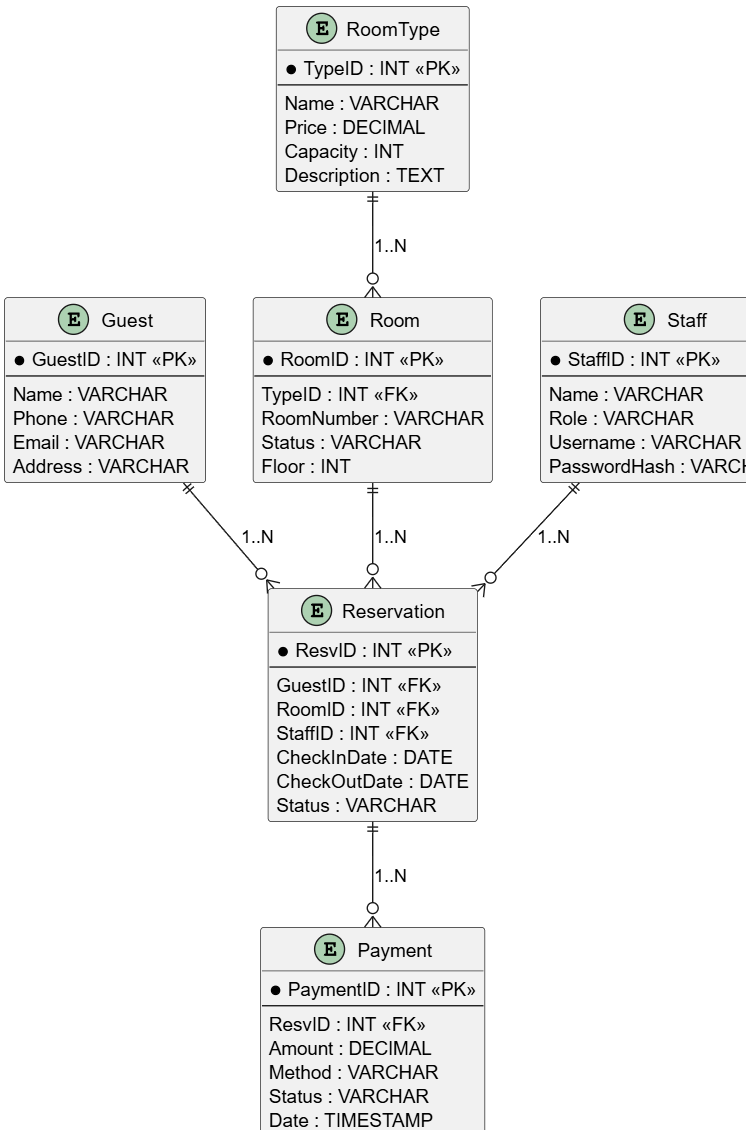 E RoomType
TypeID : INT «PK»
Name : VARCHAR
Price : DECIMAL
Capacity : INT
Description : TEXT
1..N
E Guest
GuestID : INT «PK»
Name : VARCHAR
Phone : VARCHAR
Email : VARCHAR
Address : VARCHAR
E Room
RoomID : INT «PK»
TypeID : INT «FK»
RoomNumber : VARCHAR
Status : VARCHAR
Floor : INT
E Staff
StaffID : INT «PK»
Name : VARCHAR
Role : VARCHAR
Username : VARCHAR
PasswordHash :
1..N
1..N
1..N
E Reservation
ResvID : INT «PK»
GuestID : INT «FK»
RoomID : INT «FK»
StaffID : INT «FK»
CheckInDate : DATE
CheckOutDate : DATE
Status : VARCHAR
1..N
E Payment
PaymentID : INT «PK»
ResvID : INT «FK»
Amount : DECIMAL
Method : VARCHAR
Status : VARCHAR
Date : TIMESTAMP